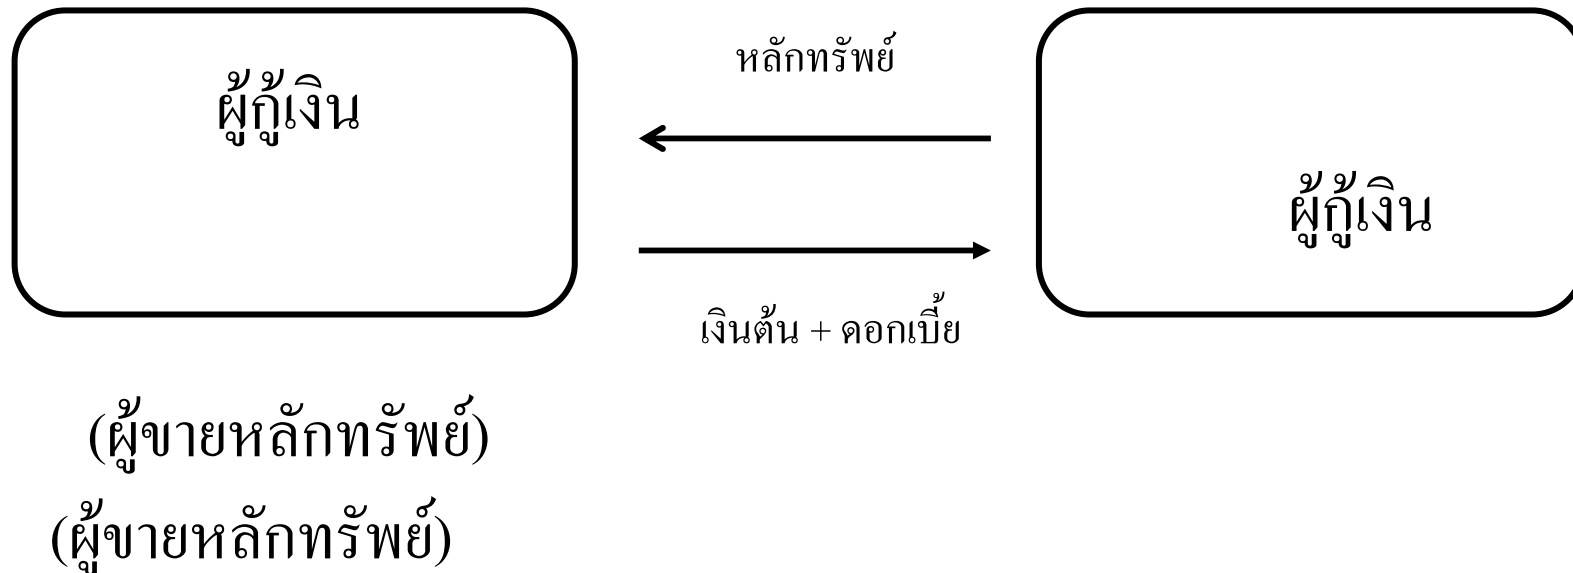 ผู้กู้เงิน
หลักทรัพย์
ผู้กู้เงิน
เงินต้น + ดอกเบี้ย
(ผู้ขายหลักทรัพย์)
(ผู้ขายหลักทรัพย์)